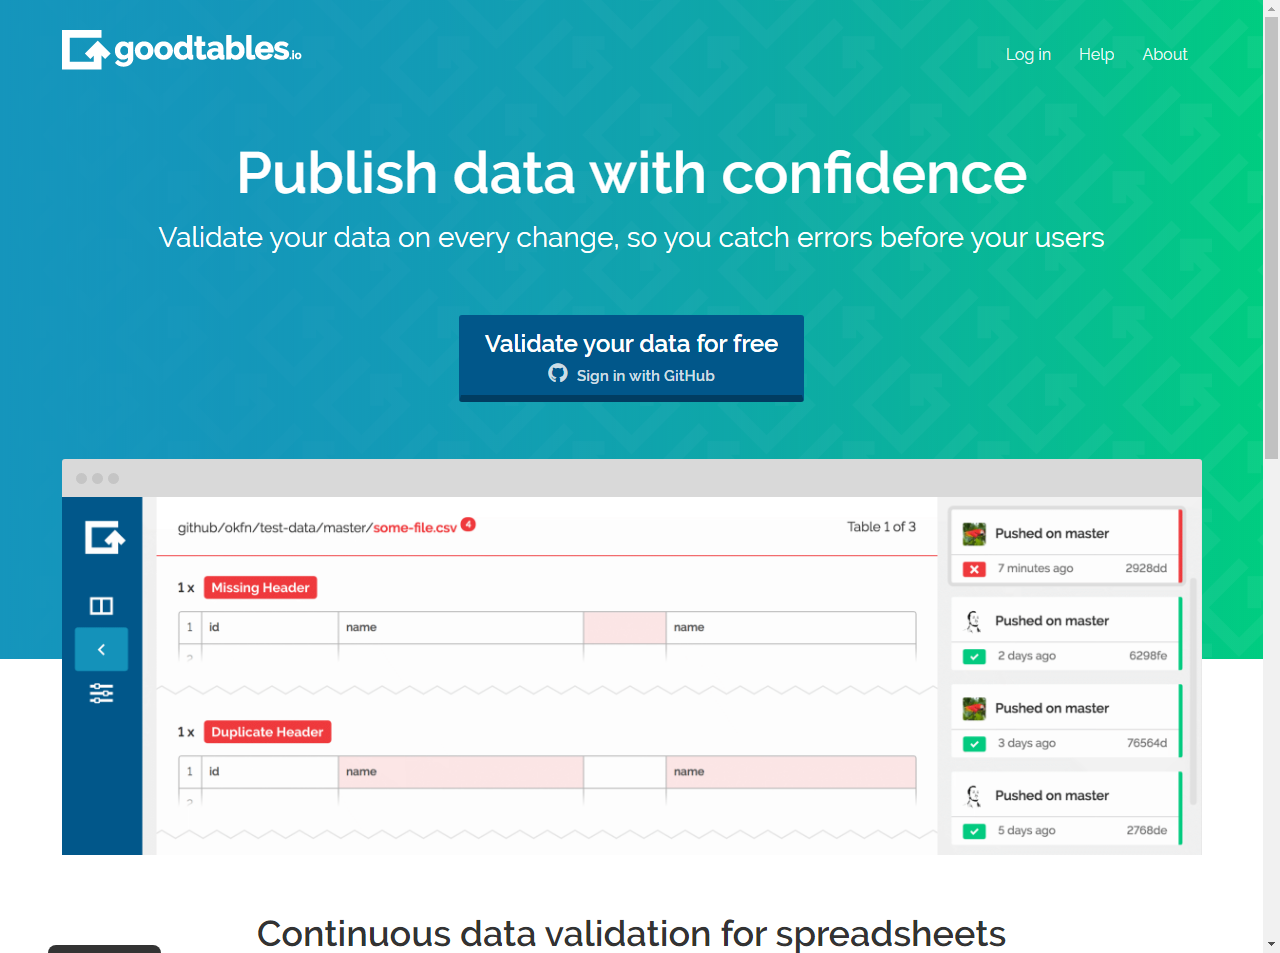 goodtables.io
Log in
Help
About
Publish data with confidence
Validate your data on every change, so you catch errors before your users
Validate your data for free
Sign in with GitHub
github/okfn/test-data/master/some-file.csv 4
Table 1 of 3
1 x Missing Header
1 id name name
2
1 x Duplicate Header
1 id name name
2
Pushed on master
7 minutes ago 2928dd
Pushed on master
2 days ago 6298fe
Pushed on master
3 days ago 76564d
Pushed on master
5 days ago 2768de
Continuous data validation for spreadsheets